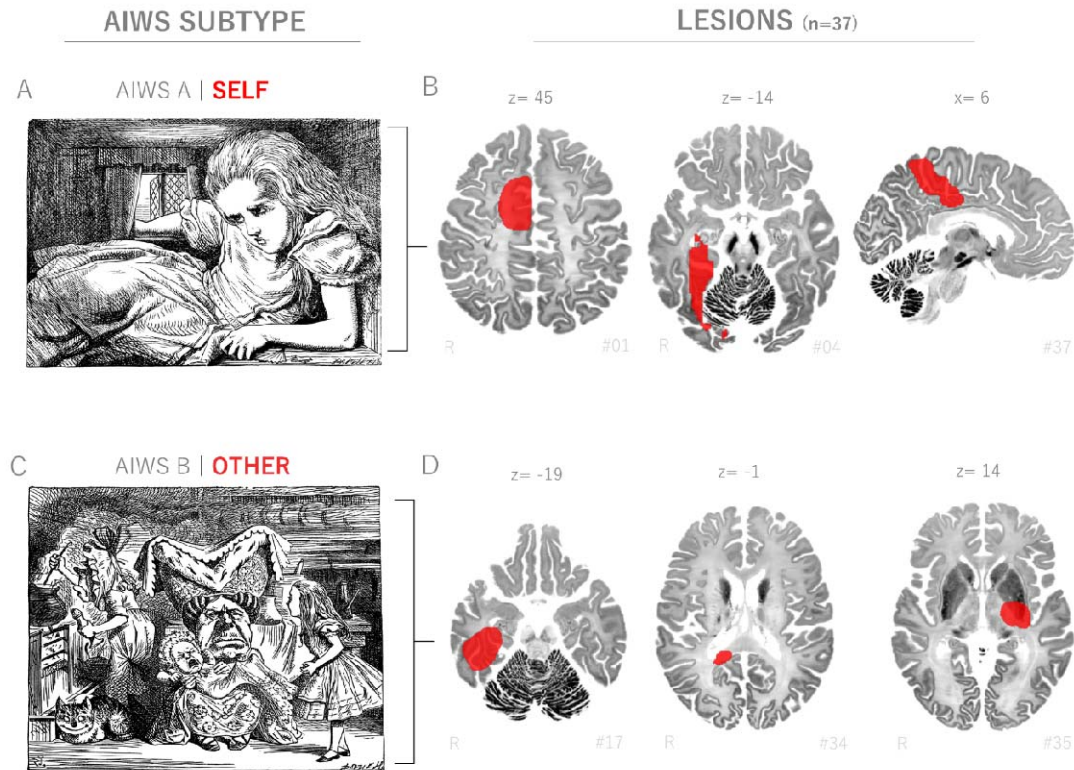 AIWS SUBTYPE
LESIONS (n=37)
A
AIWS A | SELF
B
z= 45
z= -14
x= 6
R
#01
R
#04
#37
C
AIWS B | OTHER
D
z= -19
z= -1
z= 14
R
#17
R
#34
R
#35